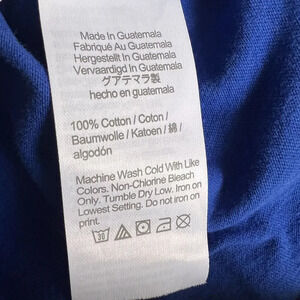 Made In Guatemala
Fabriqué Au Guatemala
Hergestellt In Guatemala
Vervaardigd In Guatemala
グアテマラ製
hecho en guatemala
100% Cotton / Coton /
Baumwolle / Katoen / 綿 /
algodón
Machine Wash Cold With Like
Colors. Non-Chlorine Bleach
Only. Tumble Dry Low. Iron on
Lowest Setting. Do not iron on
print.
30